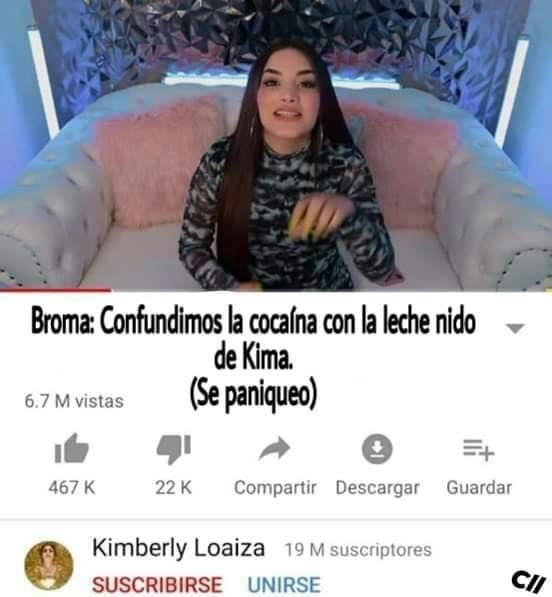 Broma: Confundimos la cocaína con la leche nido
de Kima.
(Se paniqueo)
6.7 M vistas
467 K
22 K
Compartir
Descargar
Guardar
Kimberly Loaiza 19 M suscriptores
SUSCRIBIRSE UNIRSE